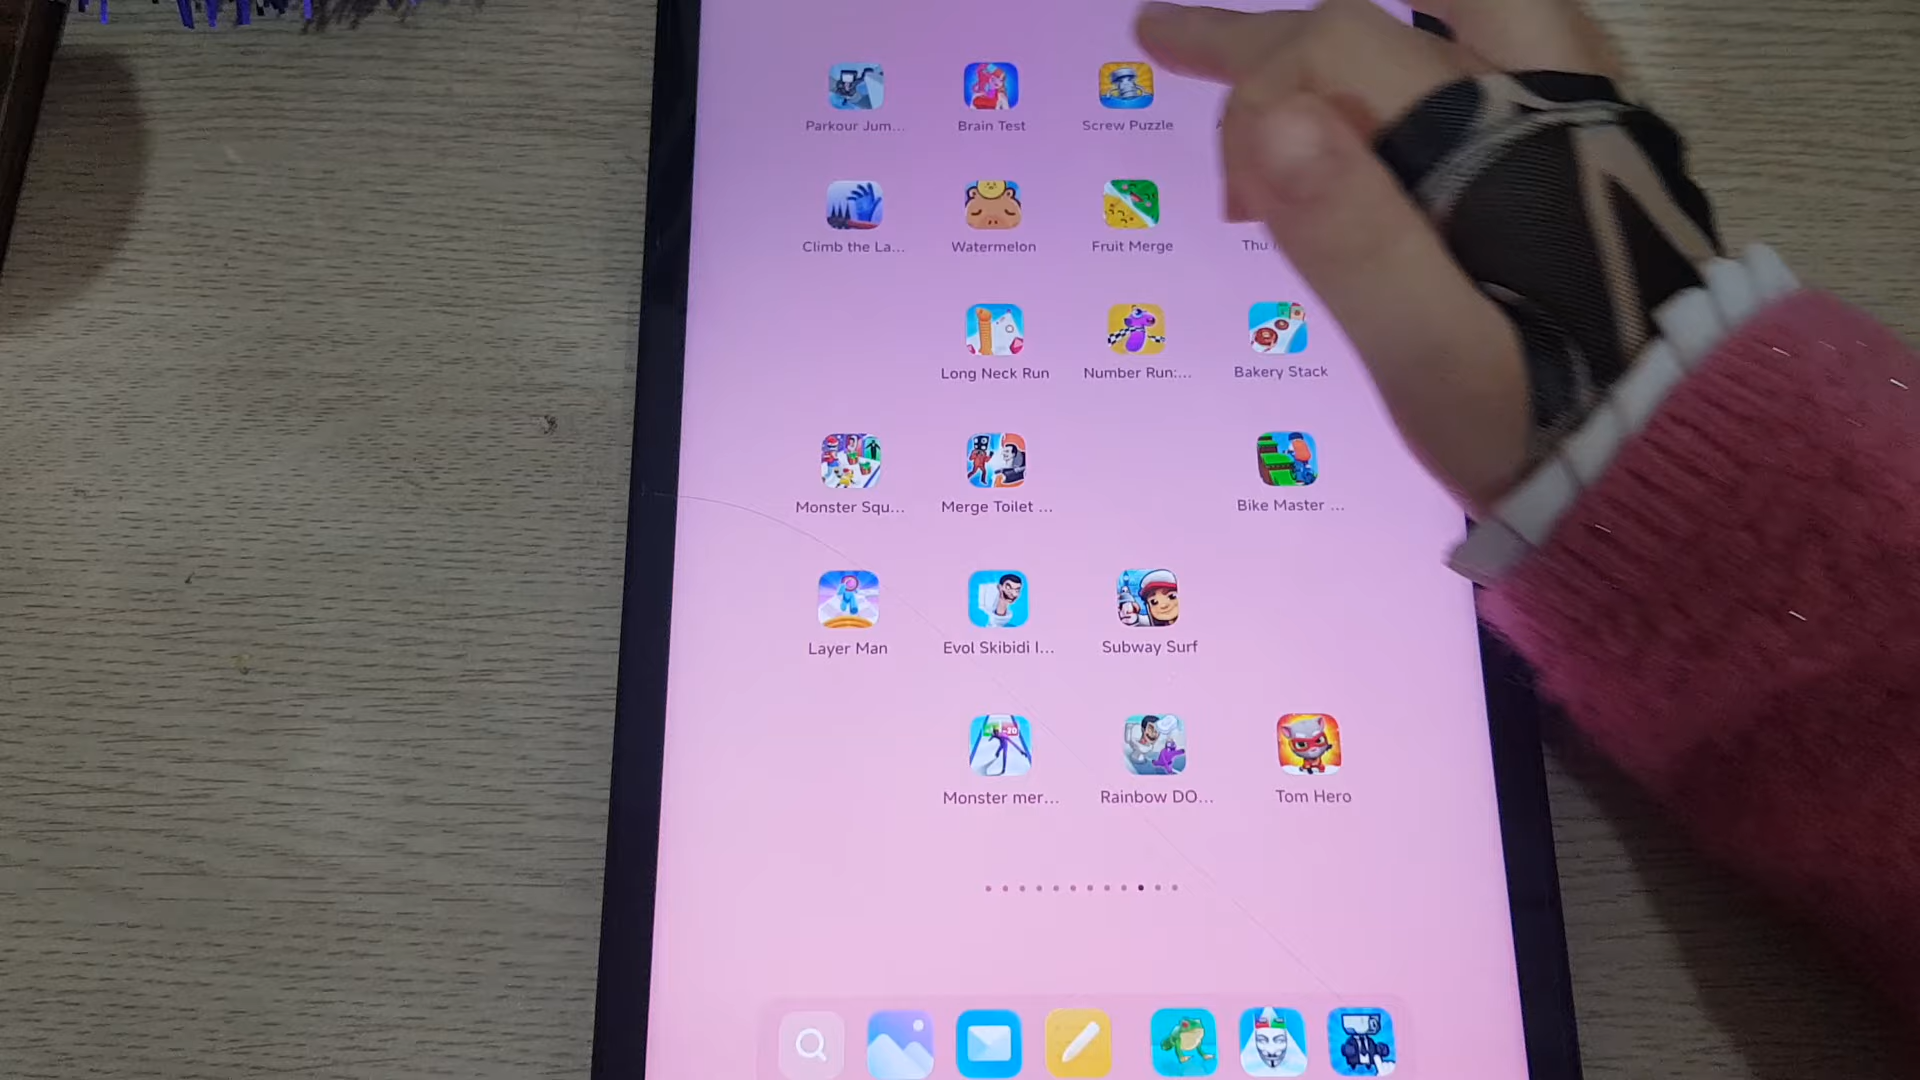 Parkour Jum...
Brain Test
Screw Puzzle
Climb the La...
Watermelon
Fruit Merge
Thu
Long Neck Run
Number Run:...
Bakery Stack
Monster Squ...
Merge Toilet ...
Bike Master ...
Layer Man
Evol Skibidi I...
Subway Surf
Monster mer...
Rainbow DO...
Tom Hero